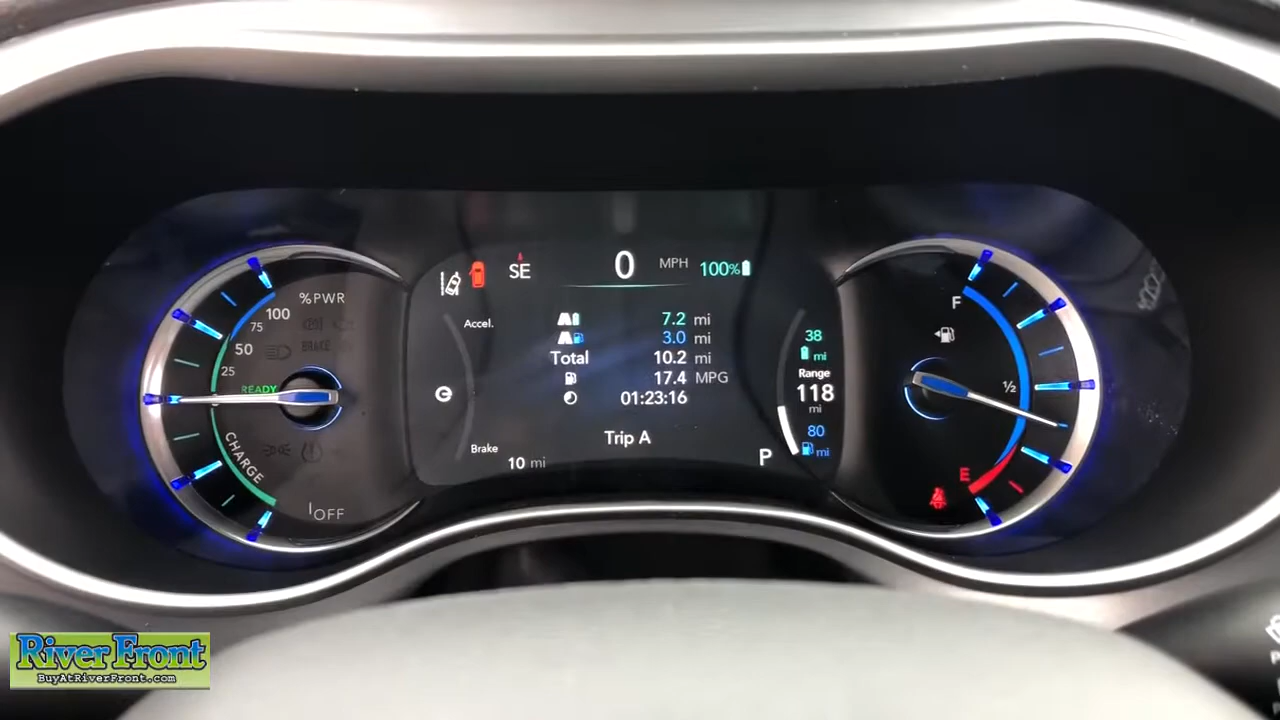 %PWR
100
75
50
25
READY
CHARGE
OFF
BRAKE
SE
0 MPH
100%
Accel.
7.2 mi
3.0 mi
Total 10.2 mi
17.4 MPG
01:23:16
Trip A
Brake
10 mi
P
38
mi
Range
118
mi
80
mi
F
½
E
River Front
BuyAtRiverFront.com